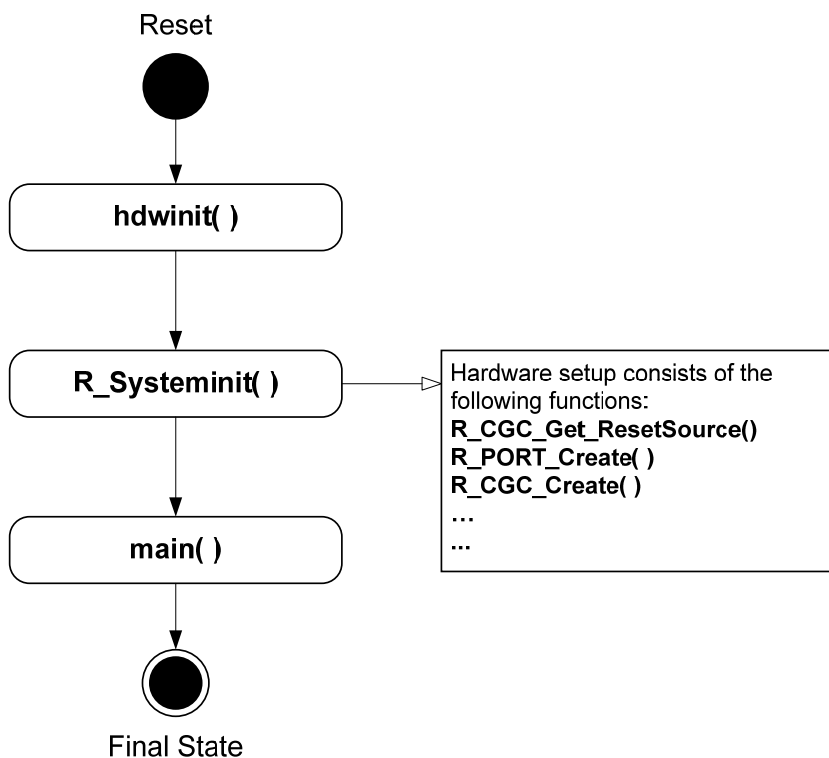 Reset
hdwinit( )
R_Systeminit( )
Hardware setup consists of the
following functions:
R_CGC_Get_ResetSource()
R_PORT_Create( )
R_CGC_Create( )
…
...
main( )
Final State